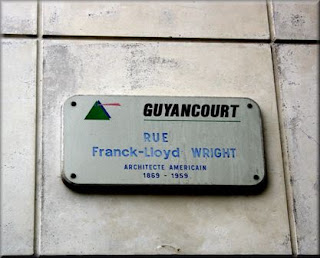 GUYANCOURT
RUE
Franck-Lloyd WRIGHT
ARCHITECTE AMERICAIN
1869 - 1959